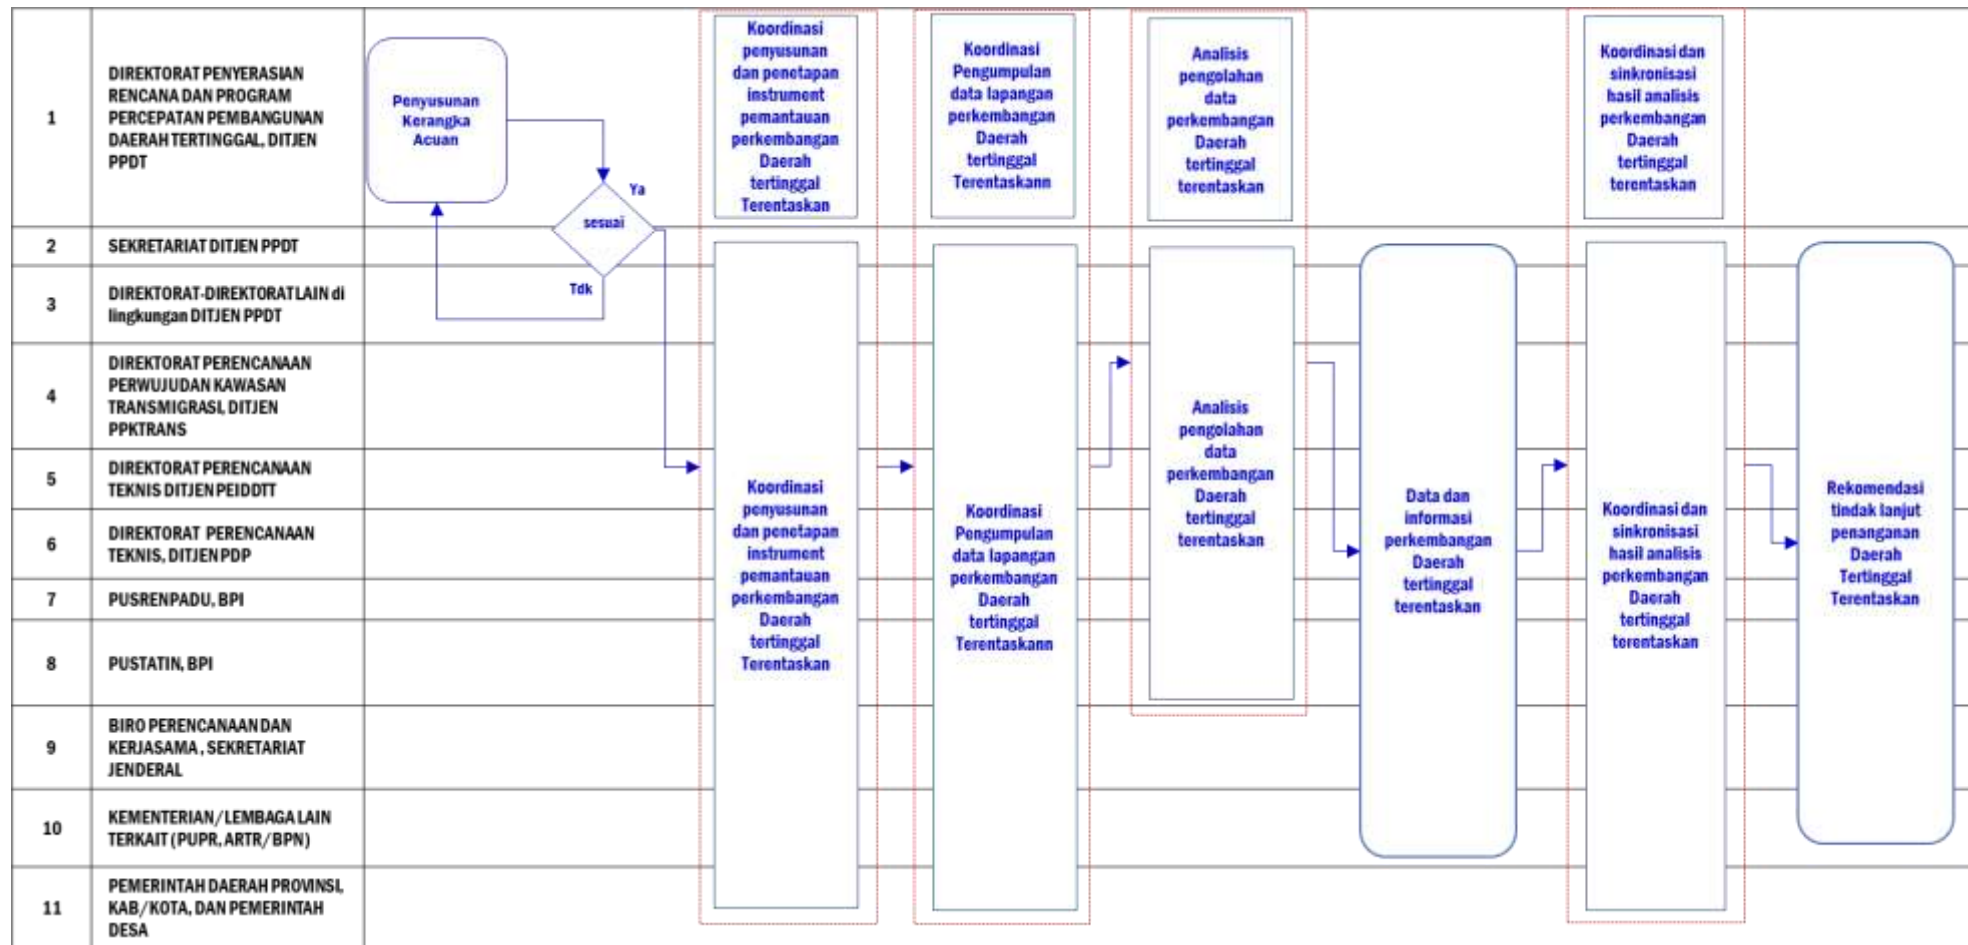 1
DIREKTORAT PENYERASIAN
RENCANA DAN PROGRAM
PERCEPATAN PEMBANGUNAN
DAERAH TERTINGGAL, DITJEN
PPDT
Penyusunan
Kerangka
Acuan
Ya
sesuai
Tdk
Koordinasi
penyusunan
dan penetapan
instrument
pemantauan
perkembangan
Daerah
tertinggal
Terentaskan
Koordinasi
Pengumpulan
data lapangan
perkembangan
Daerah
tertinggal
Terentaskann
Analisis
pengolahan
data
perkembangan
Daerah
tertinggal
terentaskan
Koordinasi dan
sinkronisasi
hasil analisis
perkembangan
Daerah
tertinggal
terentaskan
2
SEKRETARIAT DITJEN PPDT
3
DIREKTORAT-DIREKTORAT LAIN di
lingkungan DITJEN PPDT
4
DIREKTORAT PERENCANAAN
PERWUJUDAN KAWASAN
TRANSMIGRASI, DITJEN
PPKTRANS
5
DIREKTORAT PERENCANAAN
TEKNIS DITJEN PEIDDTT
6
DIREKTORAT PERENCANAAN
TEKNIS, DITJEN PDP
7
PUSRENPADU, BPI
8
PUSTATIN, BPI
9
BIRO PERENCANAAN DAN
KERJASAMA , SEKRETARIAT
JENDERAL
10
KEMENTERIAN/LEMBAGA LAIN
TERKAIT (PUPR, ARTR/BPN)
11
PEMERINTAH DAERAH PROVINSI,
KAB/KOTA, DAN PEMERINTAH
DESA
Koordinasi
penyusunan
dan penetapan
instrument
pemantauan
perkembangan
Daerah
tertinggal
Terentaskan
Koordinasi
Pengumpulan
data lapangan
perkembangan
Daerah
tertinggal
Terentaskann
Analisis
pengolahan
data
perkembangan
Daerah
tertinggal
terentaskan
Data dan
informasi
perkembangan
Daerah
tertinggal
terentaskan
Koordinasi dan
sinkronisasi
hasil analisis
perkembangan
Daerah
tertinggal
terentaskan
Rekomendasi
tindak lanjut
penanganan
Daerah
Tertinggal
Terentaskan